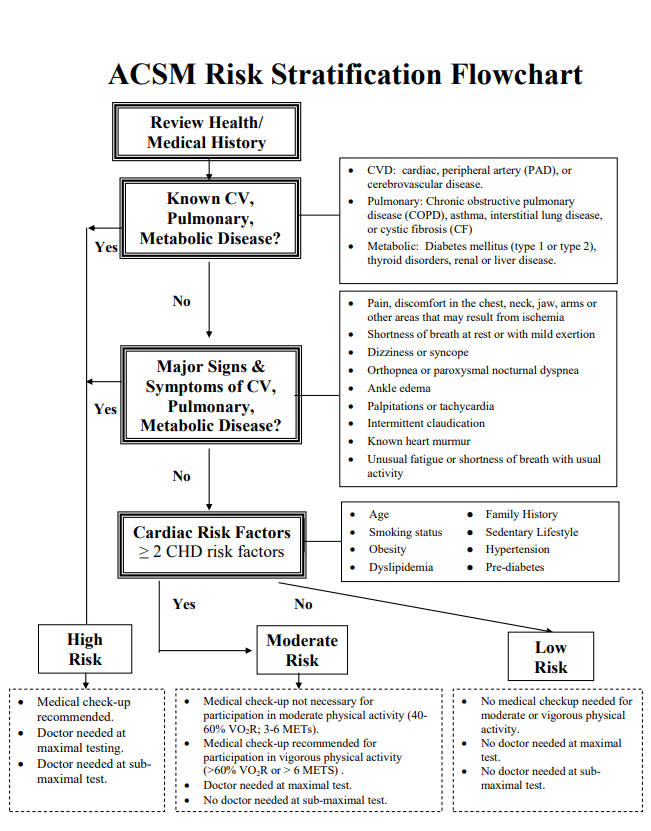 ACSM Risk Stratification Flowchart
Review Health/
Medical History
Known CV,
Pulmonary,
Metabolic Disease?
• CVD: cardiac, peripheral artery (PAD), or
cerebrovascular disease.
• Pulmonary: Chronic obstructive pulmonary
disease (COPD), asthma, interstitial lung disease,
or cystic fibrosis (CF)
• Metabolic: Diabetes mellitus (type 1 or type 2),
thyroid disorders, renal or liver disease.
Yes
No
Major Signs &
Symptoms of CV,
Pulmonary,
Metabolic Disease?
• Pain, discomfort in the chest, neck, jaw, arms or
other areas that may result from ischemia
• Shortness of breath at rest or with mild exertion
• Dizziness or syncope
• Orthopnea or paroxysmal nocturnal dyspnea
• Ankle edema
• Palpitations or tachycardia
• Intermittent claudication
• Known heart murmur
• Unusual fatigue or shortness of breath with usual
activity
Yes
No
Cardiac Risk Factors
≥ 2 CHD risk factors
• Age
• Smoking status
• Obesity
• Dyslipidemia
• Family History
• Sedentary Lifestyle
• Hypertension
• Pre-diabetes
Yes
No
High
Risk
Moderate
Risk
Low
Risk
• Medical check-up
recommended.
• Doctor needed at
maximal testing.
• Doctor needed at sub-
maximal test.
• Medical check-up not necessary for
participation in moderate physical activity (40-
60% VO₂R; 3-6 METs).
• Medical check-up recommended for
participation in vigorous physical activity
(>60% VO₂R or > 6 METS) .
• Doctor needed at maximal test.
• No doctor needed at sub-maximal test.
• No medical checkup needed for
moderate or vigorous physical
activity.
• No doctor needed at maximal
test.
• No doctor needed at sub-
maximal test.